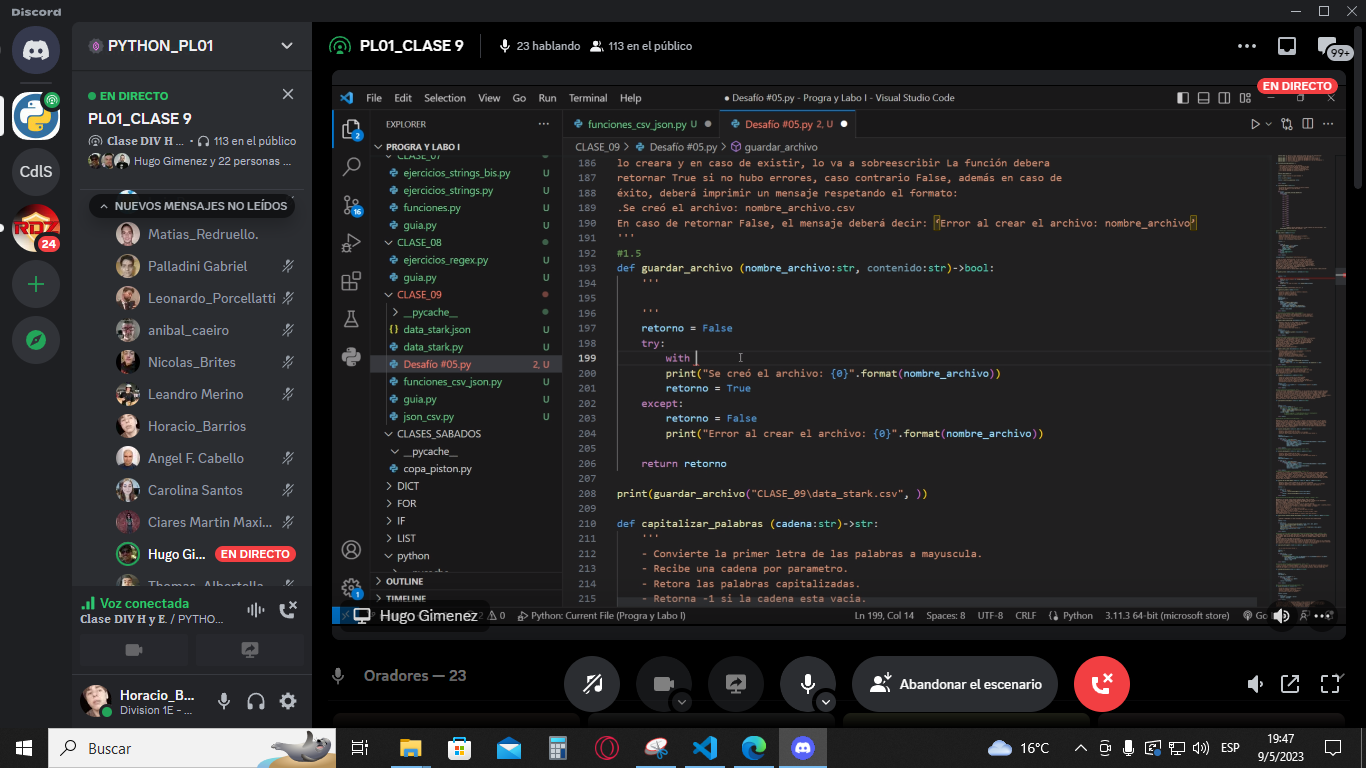 Discord
PYTHON_PL01
EN DIRECTO
PL01_CLASE 9
Clase DIV H ... • 113 en el público
Hugo Gimenez y 22 personas ...
NUEVOS MENSAJES NO LEÍDOS
CdlS
RDZ
24
Matias_Redruello.
Palladini Gabriel
Leonardo_Porcellatti
anibal_caeiro
Nicolas_Brites
Leandro Merino
Horacio_Barrios
Angel F. Cabello
Carolina Santos
Ciares Martin Maxi...
Hugo Gi... EN DIRECTO
Thomas_Albertella
Voz conectada
Clase DIV H y E. / PYTHO...
Horacio_B...
Division 1E – ...
PL01_CLASE 9
23 hablando
113 en el público
99+
EN DIRECTO
File Edit Selection View Go Run Terminal Help
● Desafío #05.py - Progra y Labo I - Visual Studio Code
EXPLORER
2
16
1
PROGRA Y LABO I
CLASE_07
ejercicios_strings_bis.py U
ejercicios_strings.py U
funciones.py U
guia.py U
CLASE_08
ejercicios_regex.py U
guia.py U
CLASE_09
__pycache__
data_stark.json U
data_stark.py U
Desafío #05.py 2, U
funciones_csv_json.py U
guia.py U
json_csv.py U
CLASES_SABADOS
__pycache__
copa_piston.py
DICT
FOR
IF
LIST
python
__pycache__
OUTLINE
TIMELINE
funciones_csv_json.py U
Desafío #05.py 2, U
CLASE_09 > Desafío #05.py > guardar_archivo
186 lo creara y en caso de existir, lo va a sobreescribir La función debera
187 retornar True si no hubo errores, caso contrario False, además en caso de
188 éxito, deberá imprimir un mensaje respetando el formato:
189 .Se creó el archivo: nombre_archivo.csv
190 En caso de retornar False, el mensaje deberá decir: ‘Error al crear el archivo: nombre_archivo’
191 '''
192 #1.5
193 def guardar_archivo (nombre_archivo:str, contenido:str)->bool:
194 '''
195
196 '''
197 retorno = False
198 try:
199 with
200 print("Se creó el archivo: {0}".format(nombre_archivo))
201 retorno = True
202 except:
203 retorno = False
204 print("Error al crear el archivo: {0}".format(nombre_archivo))
205
206 return retorno
207
208 print(guardar_archivo("CLASE_09\data_stark.csv", ))
209
210 def capitalizar_palabras (cadena:str)->str:
211 '''
212 - Convierte la primer letra de las palabras a mayuscula.
213 - Recibe una cadena por parametro.
214 - Retora las palabras capitalizadas.
215 - Retorna -1 si la cadena esta vacia.
Hugo Gimenez
2 0 Python: Current File (Progra y Labo I)
Ln 199, Col 14 Spaces: 8 UTF-8 CRLF Python 3.11.3 64-bit (microsoft store) Go
Oradores — 23
Abandonar el escenario
Buscar
16°C
ESP
19:47
9/5/2023